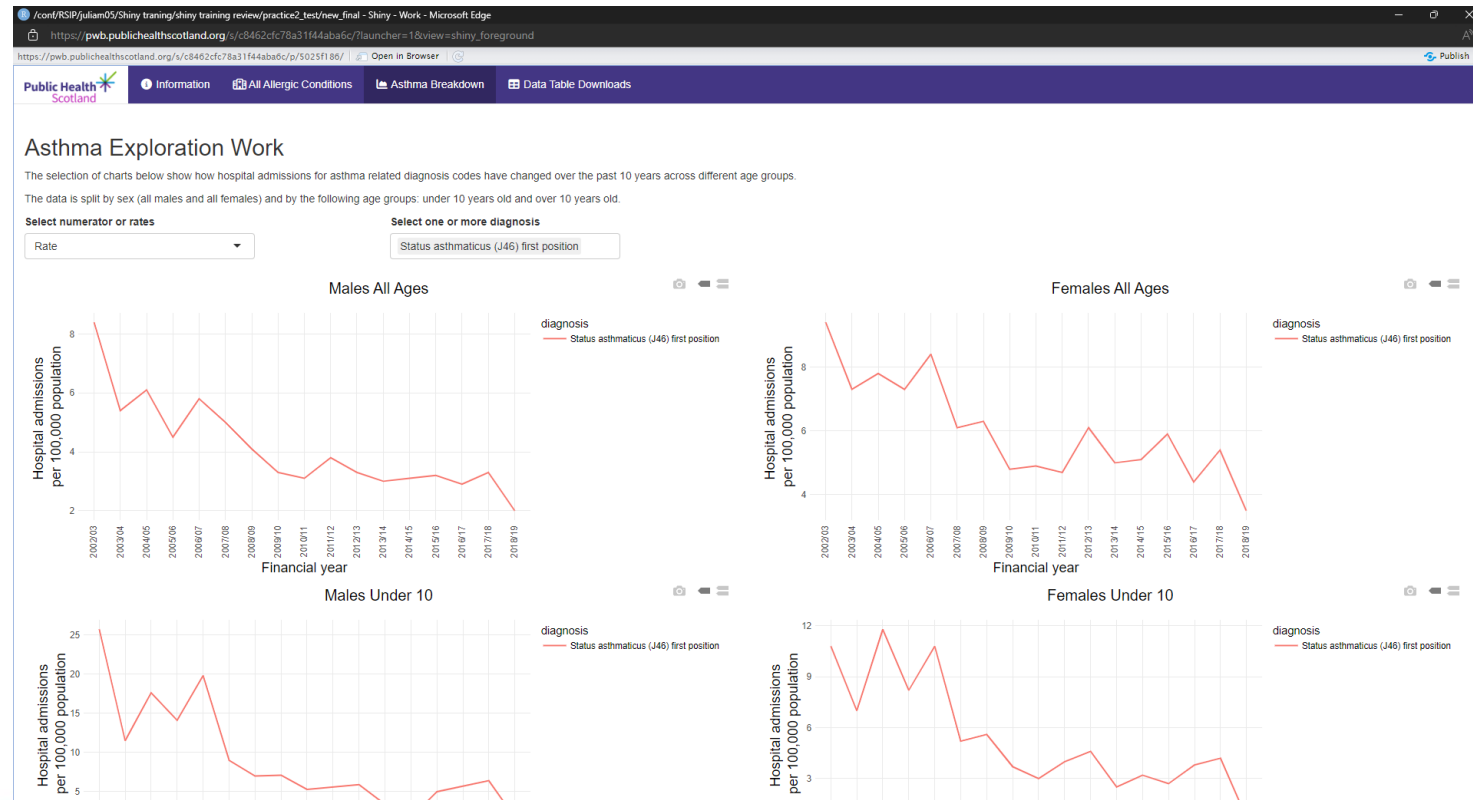 /conf/RSIP/juliam05/Shiny traning/shiny training review/practice2_test/new_final - Shiny - Work - Microsoft Edge
https://pwb.publichealthscotland.org/s/c8462cfc78a31f44aba6c/?launcher=1&view=shiny_foreground
https://pwb.publichealthscotland.org/s/c8462cfc78a31f44aba6c/p/5025f186/
Open in Browser
Publish
Public Health
Scotland
Information
All Allergic Conditions
Asthma Breakdown
Data Table Downloads
Asthma Exploration Work
The selection of charts below show how hospital admissions for asthma related diagnosis codes have changed over the past 10 years across different age groups.
The data is split by sex (all males and all females) and by the following age groups: under 10 years old and over 10 years old.
Select numerator or rates
Rate
Select one or more diagnosis
Status asthmaticus (J46) first position
Males All Ages
diagnosis
Status asthmaticus (J46) first position
8
6
4
2
Hospital admissions
per 100,000 population
2002/03
2003/04
2004/05
2005/06
2006/07
2007/08
2008/09
2009/10
2010/11
2011/12
2012/13
2013/14
2014/15
2015/16
2016/17
2017/18
2018/19
Financial year
Females All Ages
diagnosis
Status asthmaticus (J46) first position
8
6
4
Hospital admissions
per 100,000 population
2002/03
2003/04
2004/05
2005/06
2006/07
2007/08
2008/09
2009/10
2010/11
2011/12
2012/13
2013/14
2014/15
2015/16
2016/17
2017/18
2018/19
Financial year
Males Under 10
diagnosis
Status asthmaticus (J46) first position
25
20
15
10
5
Hospital admissions
per 100,000 population
Females Under 10
diagnosis
Status asthmaticus (J46) first position
12
9
6
3
Hospital admissions
per 100,000 population